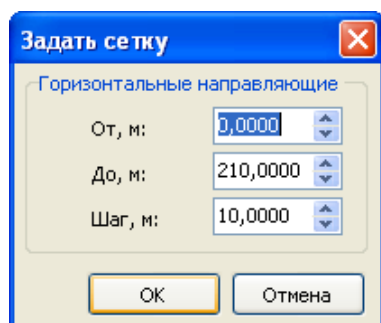 Задать сетку
Горизонтальные направляющие
От, м: 0,0000
До, м: 210,0000
Шаг, м: 10,0000
OK Отмена